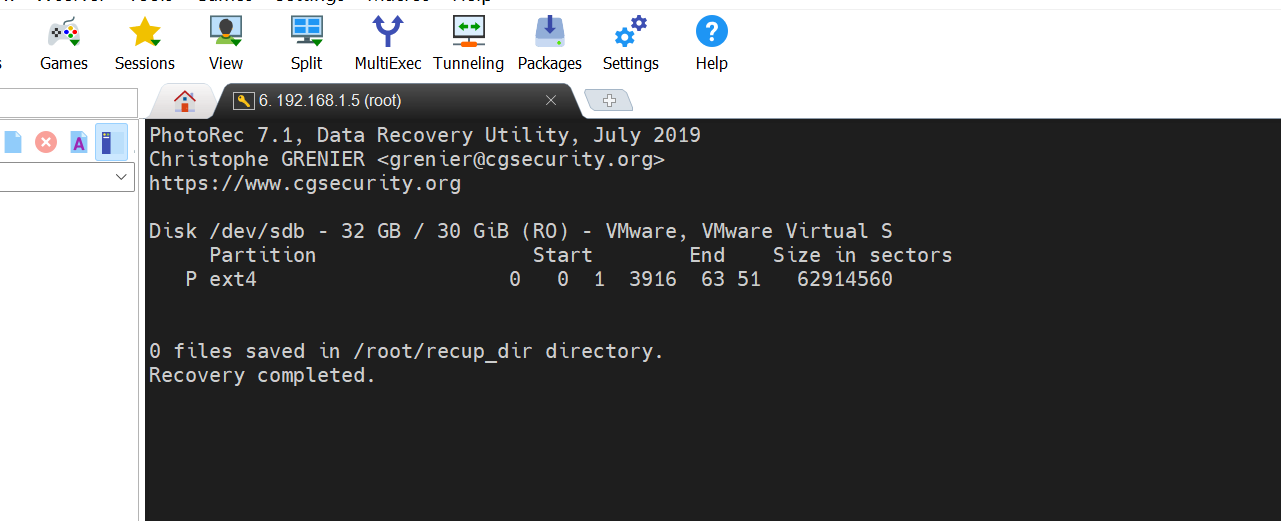 Games Sessions View Split MultiExec Tunneling Packages Settings Help
6. 192.168.1.5 (root)
A
PhotoRec 7.1, Data Recovery Utility, July 2019
Christophe GRENIER <grenier@cgsecurity.org>
https://www.cgsecurity.org
Disk /dev/sdb - 32 GB / 30 GiB (RO) - VMware, VMware Virtual S
Partition Start End Size in sectors
P ext4 0 0 1 3916 63 51 62914560
0 files saved in /root/recup_dir directory.
Recovery completed.